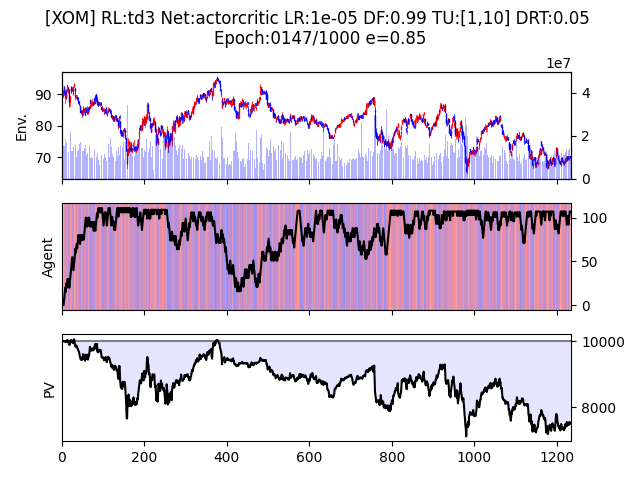 [XOM] RL:td3 Net:actorcritic LR:1e-05 DF:0.99 TU:[1,10] DRT:0.05
Epoch:0147/1000 e=0.85
1e7
Env.
90
80
70
4
2
0
Agent
100
50
0
PV
10000
8000
0 200 400 600 800 1000 1200